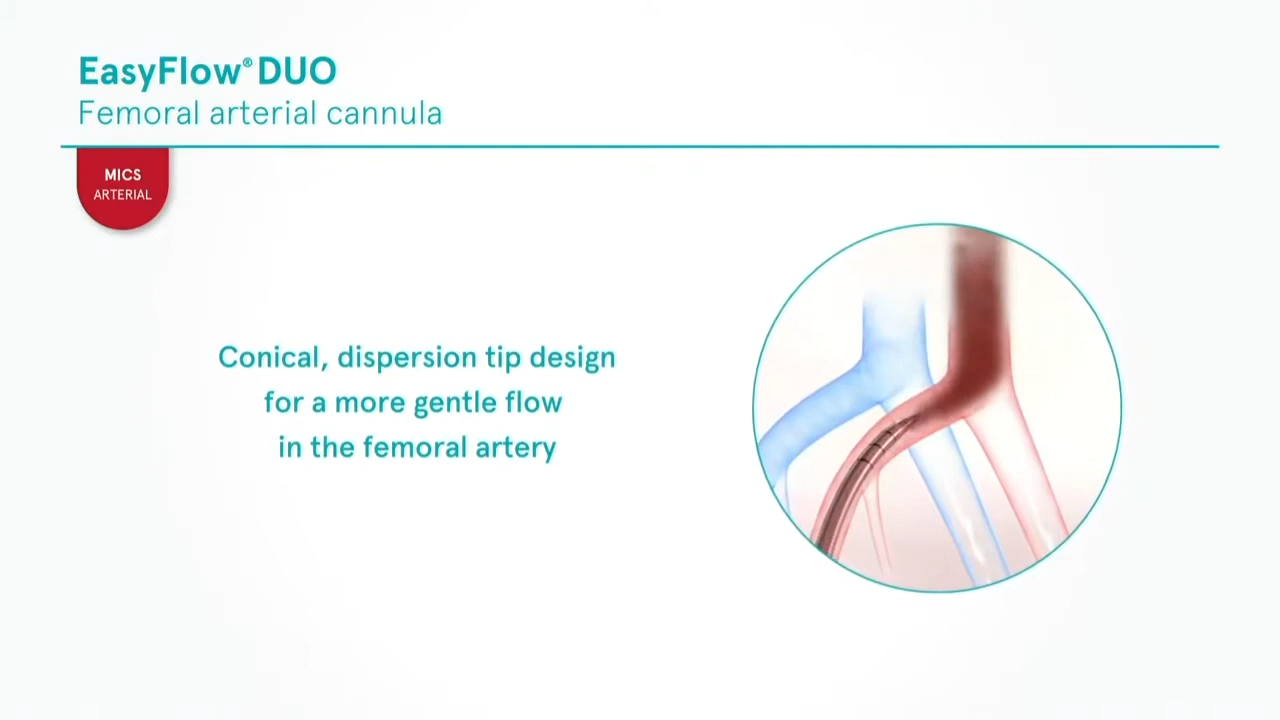 EasyFlow® DUO
Femoral arterial cannula
MICS
ARTERIAL
Conical, dispersion tip design
for a more gentle flow
in the femoral artery